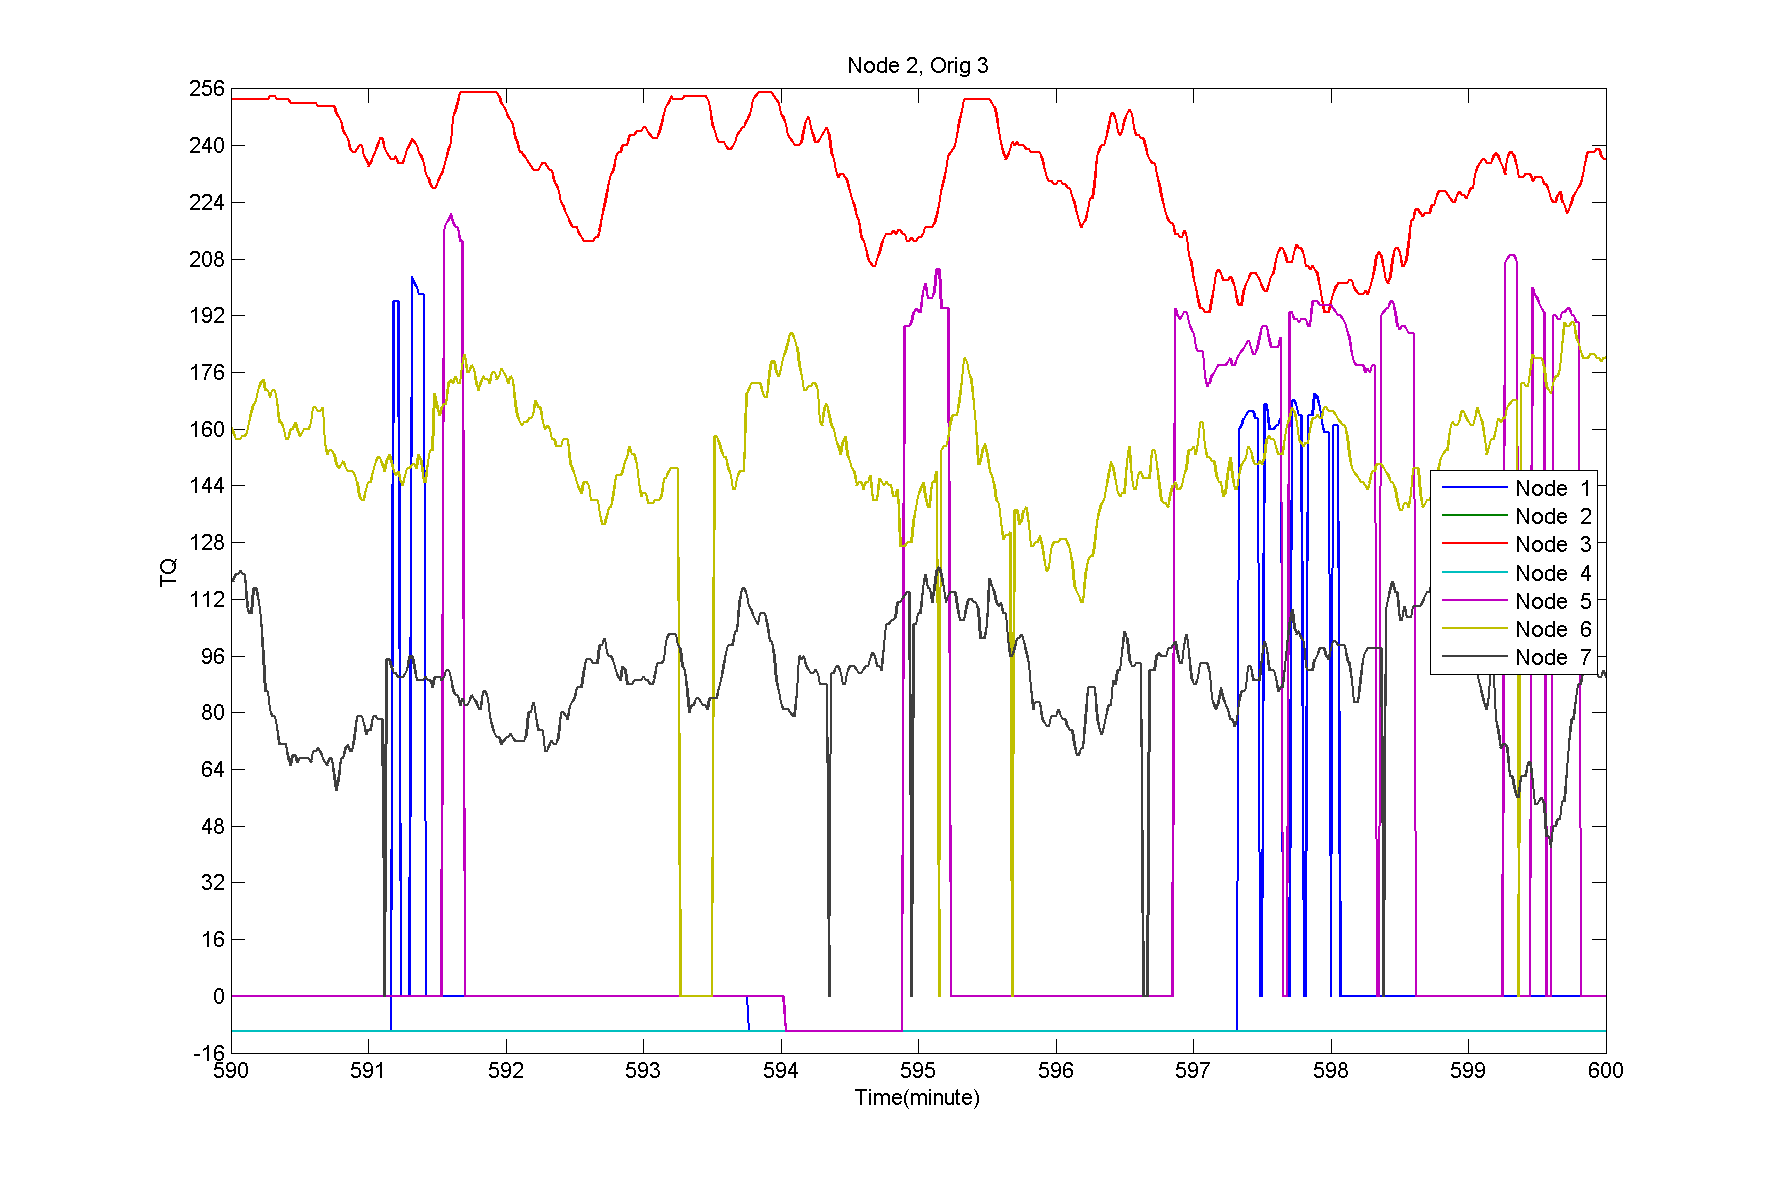 Node 2, Orig 3
256
240
224
208
192
176
160
144
128
112
96
80
64
48
32
16
0
-16
TQ
Node 1
Node 2
Node 3
Node 4
Node 5
Node 6
Node 7
590 591 592 593 594 595 596 597 598 599 600
Time(minute)